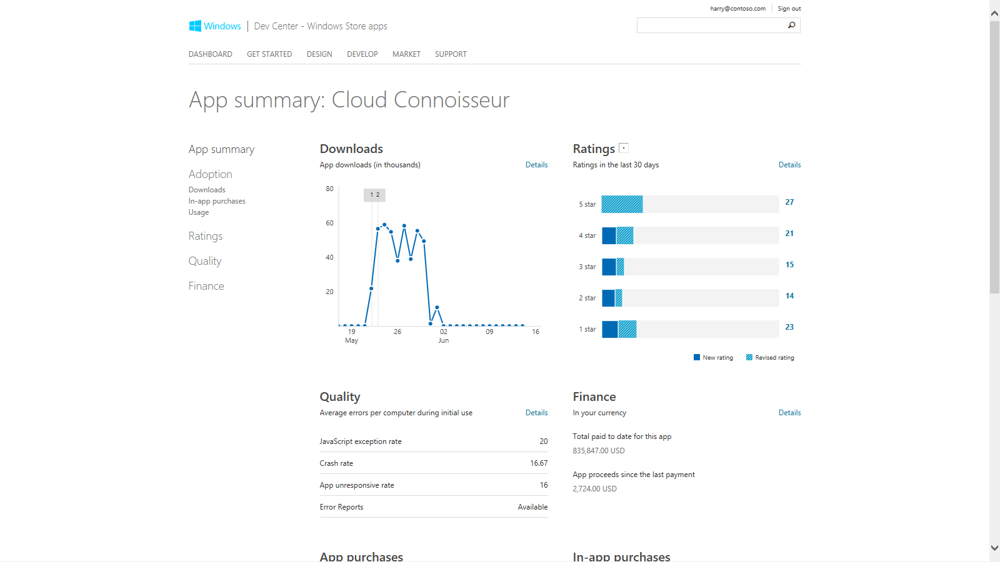 harry@contoso.com Sign out
Windows Dev Center - Windows Store apps
DASHBOARD GET STARTED DESIGN DEVELOP MARKET SUPPORT
App summary: Cloud Connoisseur
App summary
Adoption
Downloads
In-app purchases
Usage
Ratings
Quality
Finance
Downloads
App downloads (in thousands) Details
80
1 2
60
40
20
19 26 02 09 16
May Jun
Ratings
Ratings in the last 30 days Details
5 star 27
4 star 21
3 star 15
2 star 14
1 star 23
New rating Revised rating
Quality
Average errors per computer during initial use Details
JavaScript exception rate 20
Crash rate 16.67
App unresponsive rate 16
Error Reports Available
Finance
In your currency Details
Total paid to date for this app
835,847.00 USD
App proceeds since the last payment
2,724.00 USD
App purchases
In-app purchases